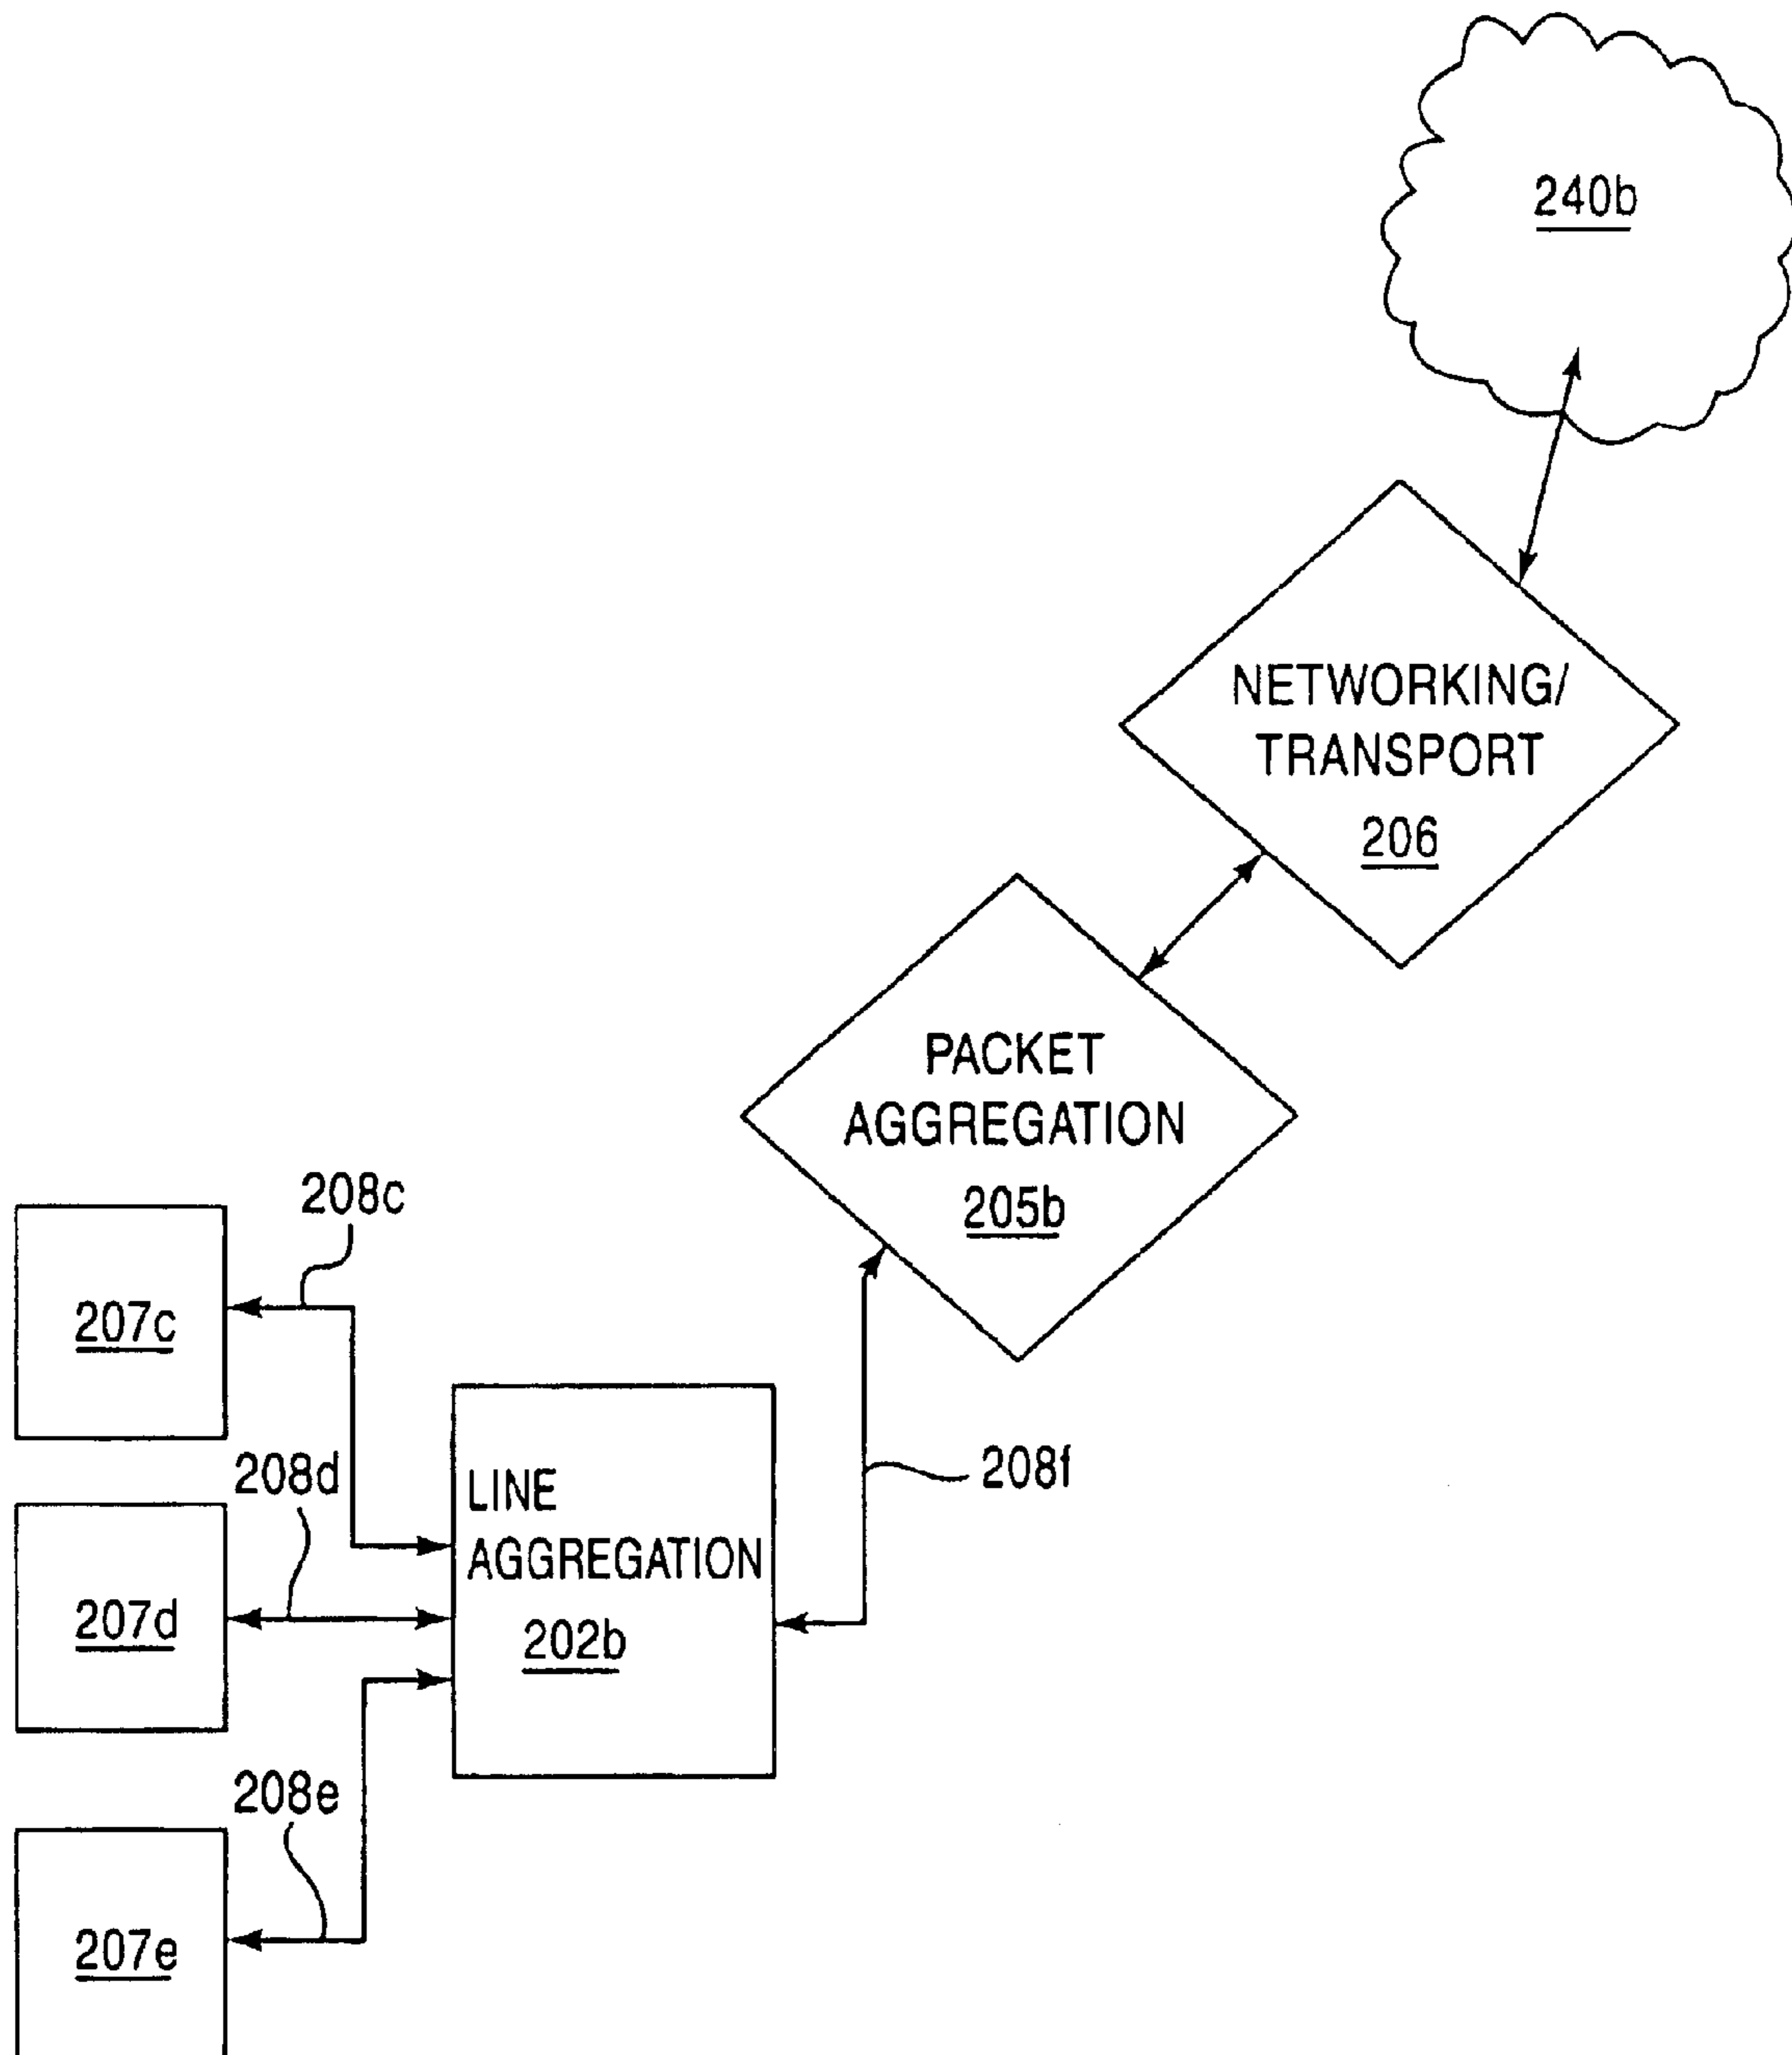 240b
NETWORKING/
TRANSPORT
206
PACKET
AGGREGATION
205b
208c
207c
208d
LINE
AGGREGATION
202b
208f
207d
208e
207e